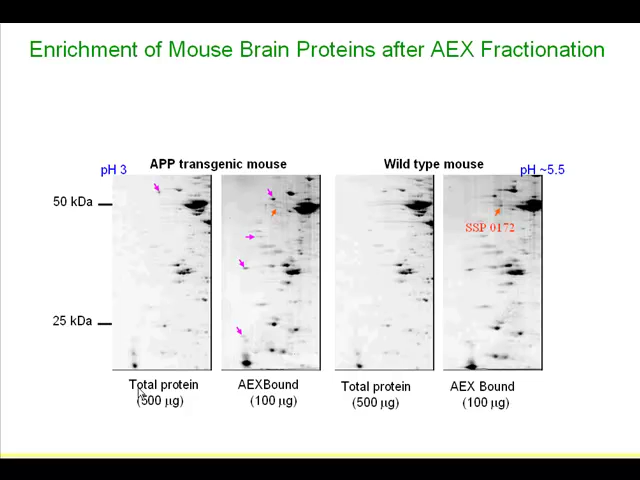 Enrichment of Mouse Brain Proteins after AEX Fractionation
APP transgenic mouse
Wild type mouse
pH 3
pH ~5.5
50 kDa
SSP 0172
25 kDa
Total protein
(500 µg)
AEXBound
(100 µg)
Total protein
(500 µg)
AEX Bound
(100 µg)